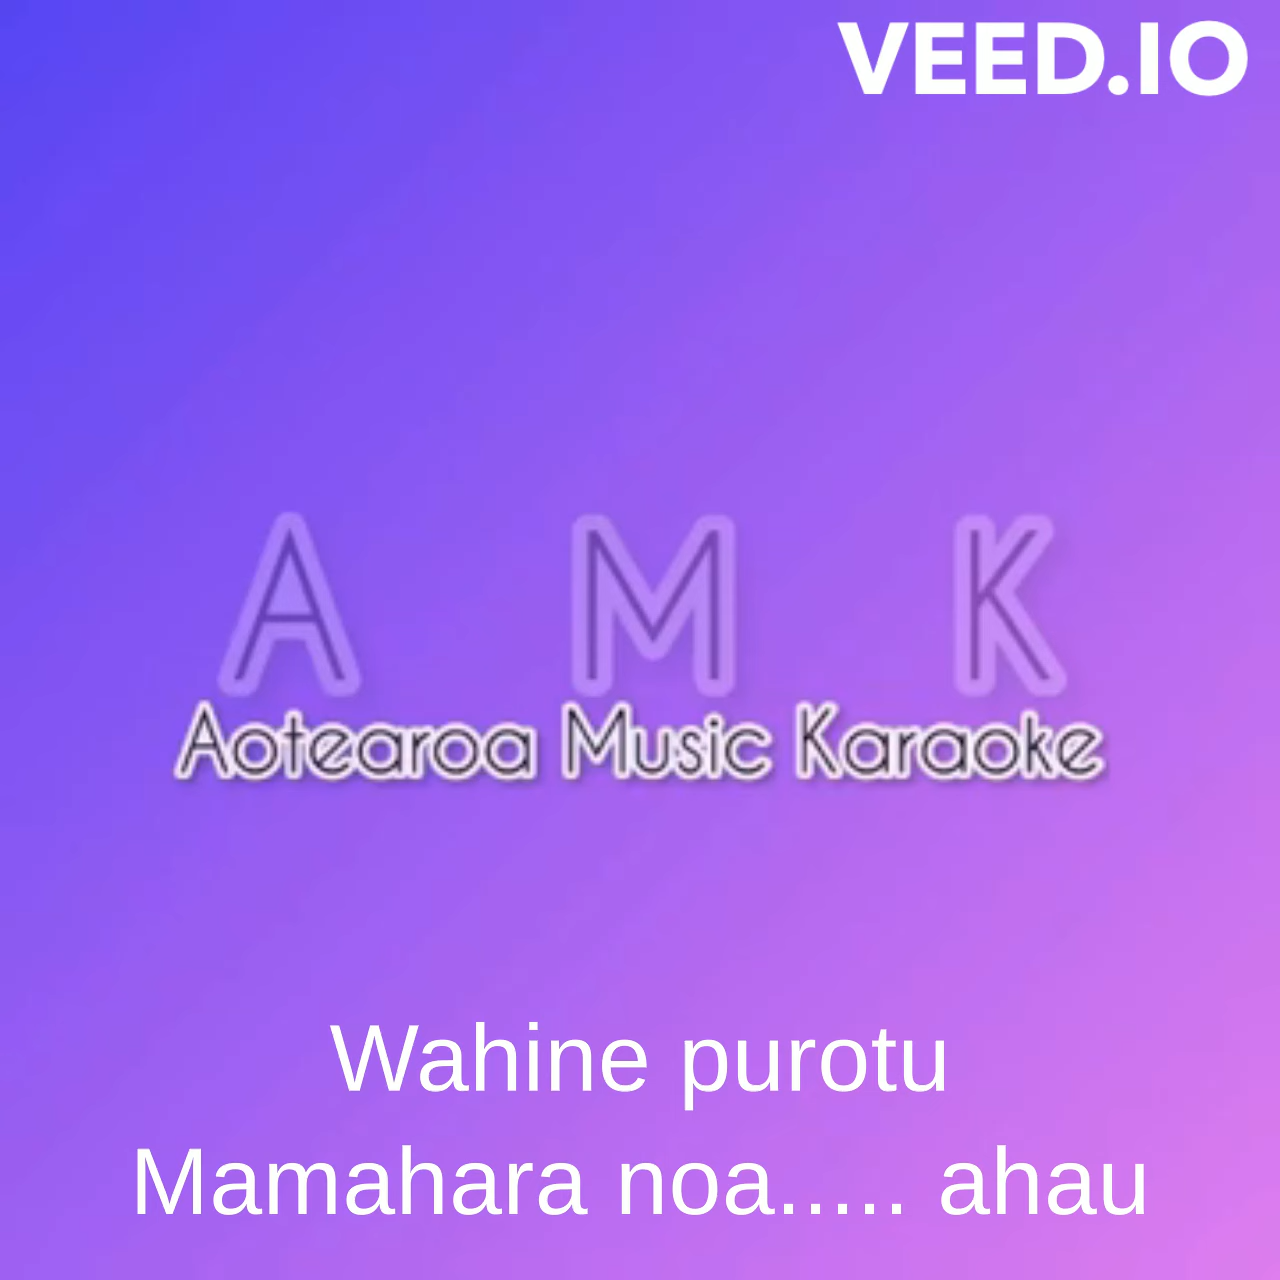 VEED.IO
A M K
Aotearoa Music Karaoke
Wahine purotu
Mamahara noa..... ahau